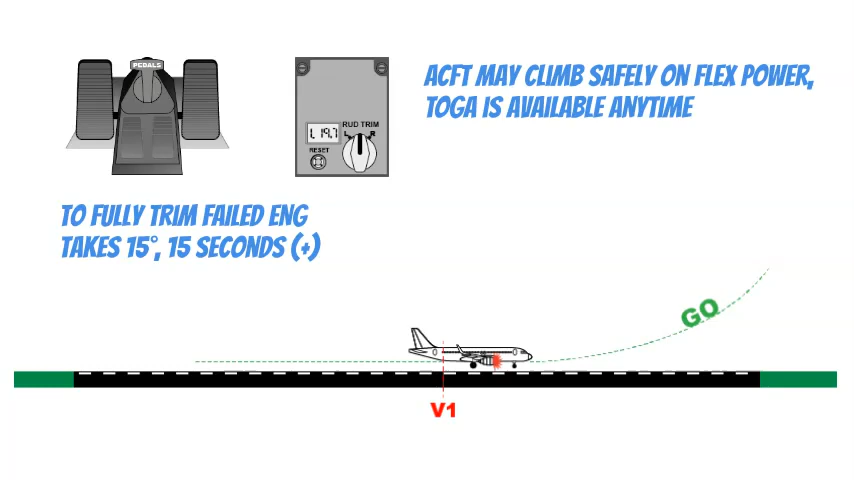 PEDALS
RUD TRIM
L 19.7
L R
RESET
ACFT MAY CLIMB SAFELY ON FLEX POWER,
TOGA IS AVAILABLE ANYTIME
TO FULLY TRIM FAILED ENG
TAKES 15°, 15 SECONDS (+)
GO
V1